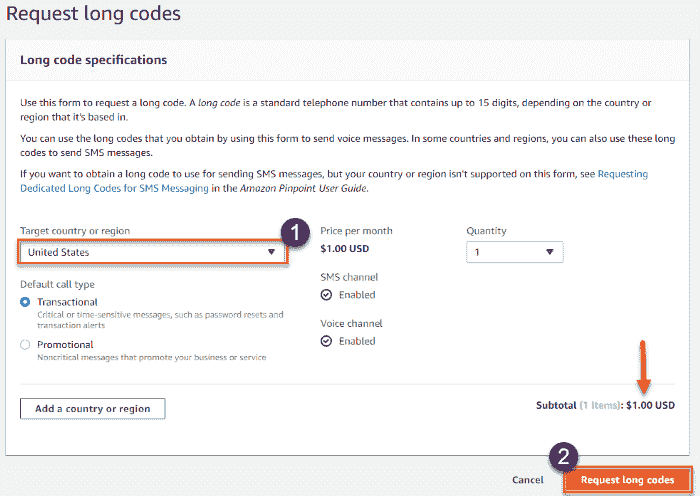 Request long codes
Long code specifications
Use this form to request a long code. A long code is a standard telephone number that contains up to 15 digits, depending on the country or
region that it's based in.
You can use the long codes that you obtain by using this form to send voice messages. In some countries and regions, you can also use these long
codes to send SMS messages.
If you want to obtain a long code to use for sending SMS messages, but your country or region isn't supported on this form, see Requesting
Dedicated Long Codes for SMS Messaging in the Amazon Pinpoint User Guide.
Target country or region
1
Price per month
Quantity
United States
$1.00 USD
1
SMS channel
Default call type
Enabled
Transactional
Critical or time-sensitive messages, such as password resets and
transaction alerts
Voice channel
Enabled
Promotional
Noncritical messages that promote your business or service
Add a country or region
Subtotal (1 Items): $1.00 USD
2
Cancel
Request long codes